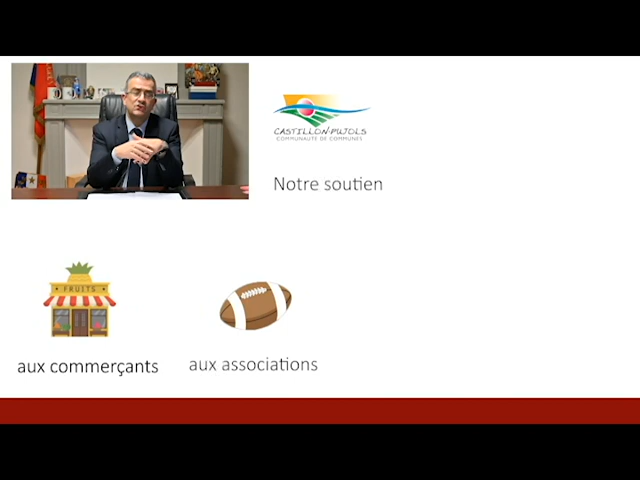 CASTILLON-PUJOLS
COMMUNAUTÉ DE COMMUNES
Notre soutien
FRUITS
aux commerçants
aux associations